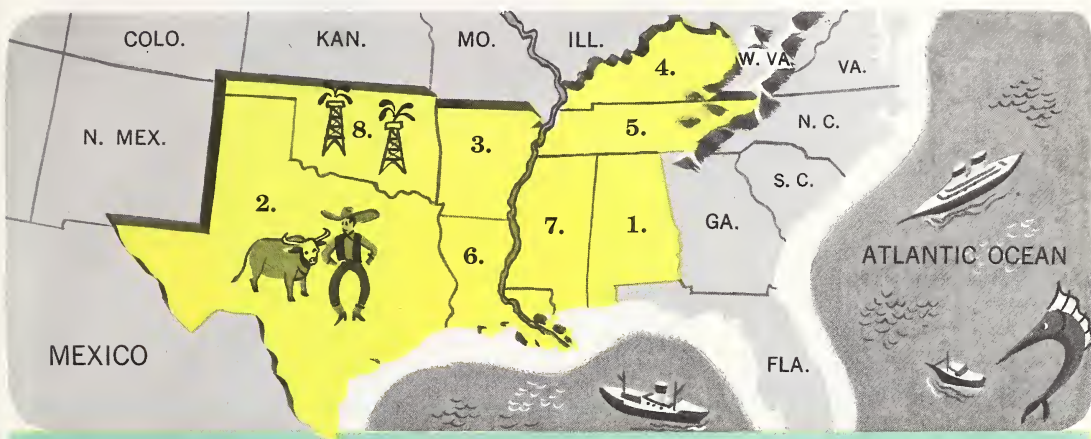 COLO.
KAN.
MO.
ILL.
W. VA.
VA.
4.
N. MEX.
8.
3.
5.
N. C.
S. C.
2.
7.
1.
GA.
6.
ATLANTIC OCEAN
MEXICO
FLA.